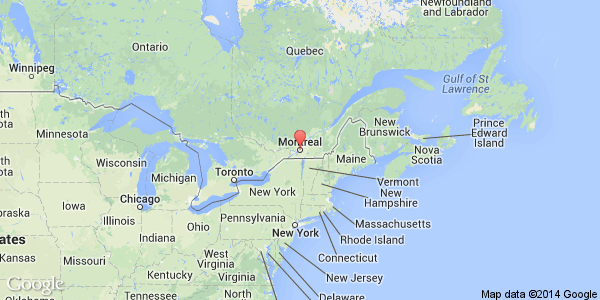 Newfoundland
and Labrador
Ontario
Quebec
Winnipeg
Gulf of St
Lawrence
North
Dakota
Minnesota
New
Brunswick
Prince
Edward
Island
Montreal
Nova
Scotia
Maine
Wisconsin
Michigan
Toronto
Vermont
New
Hampshire
New York
Chicago
Massachusetts
Illinois
Pennsylvania
Rhode Island
Ohio
New York
Connecticut
ates
Kansas
Missouri
West
Virginia
New Jersey
Kentucky
Virginia
Delaware
Tennessee
Google
Map data ©2014 Google